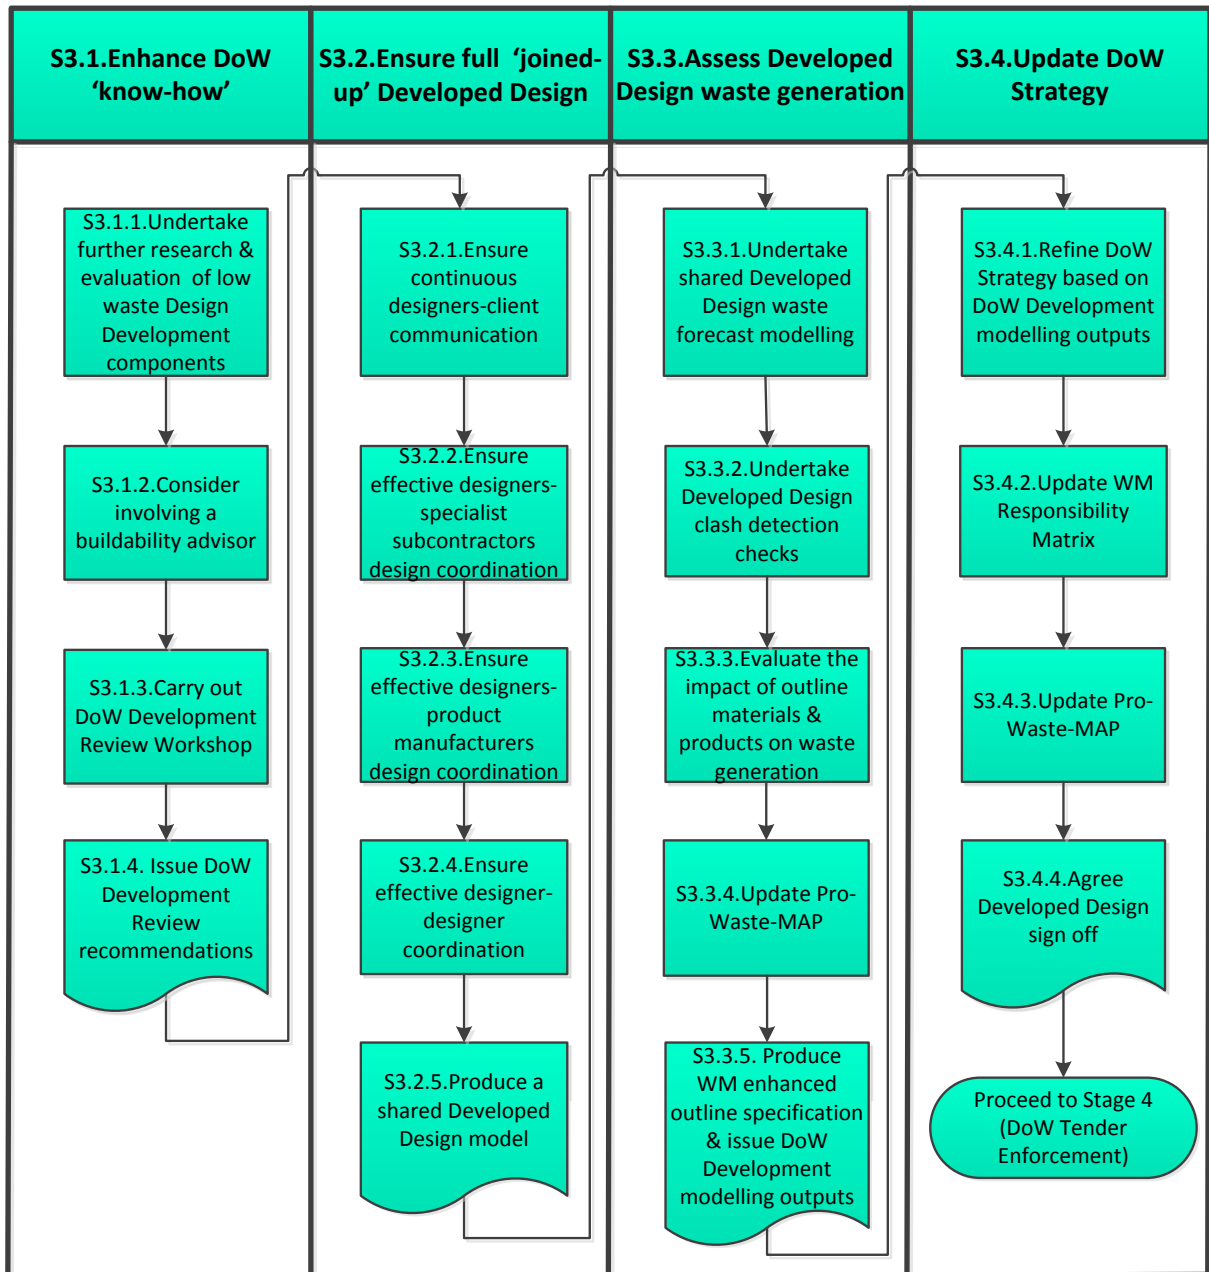 S3.1.Enhance DoW
‘know-how’
S3.2.Ensure full ‘joined-
up’ Developed Design
S3.3.Assess Developed
Design waste generation
S3.4.Update DoW
Strategy
S3.1.1.Undertake
further research &
evaluation of low
waste Design
Development
components
S3.1.2.Consider
involving a
buildability advisor
S3.1.3.Carry out
DoW Development
Review Workshop
S3.1.4. Issue DoW
Development
Review
recommendations
S3.2.1.Ensure
continuous
designers-client
communication
S3.2.2.Ensure
effective designers-
specialist
subcontractors
design coordination
S3.2.3.Ensure
effective designers-
product
manufacturers
design coordination
S3.2.4.Ensure
effective designer-
designer
coordination
S3.2.5.Produce a
shared Developed
Design model
S3.3.1.Undertake
shared Developed
Design waste
forecast modelling
S3.3.2.Undertake
Developed Design
clash detection
checks
S3.3.3.Evaluate the
impact of outline
materials &
products on waste
generation
S3.3.4.Update Pro-
Waste-MAP
S3.3.5. Produce
WM enhanced
outline specification
& issue DoW
Development
modelling outputs
S3.4.1.Refine DoW
Strategy based on
DoW Development
modelling outputs
S3.4.2.Update WM
Responsibility
Matrix
S3.4.3.Update Pro-
Waste-MAP
S3.4.4.Agree
Developed Design
sign off
Proceed to Stage 4
(DoW Tender
Enforcement)